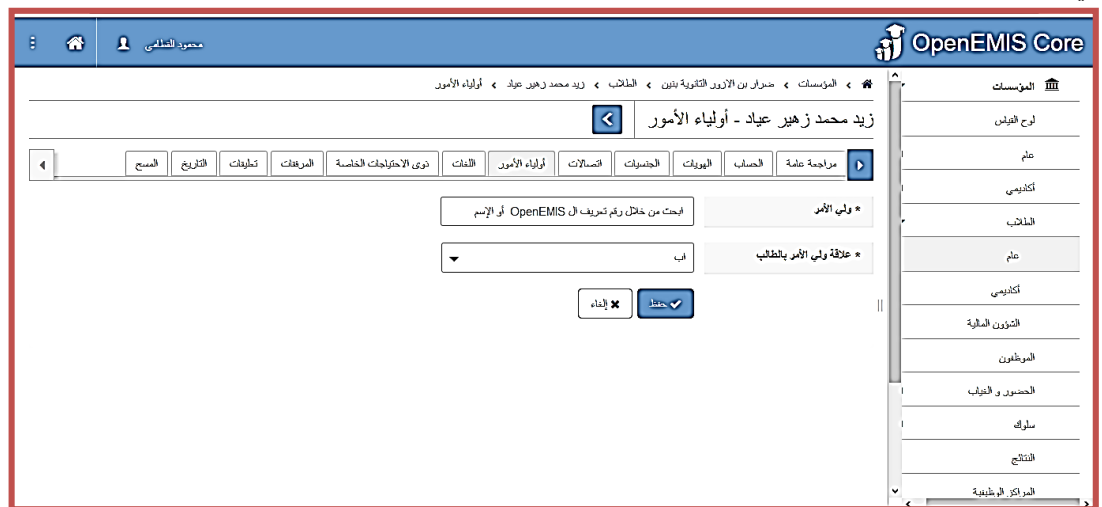 OpenEMIS Core
محمود القطامي
المؤسسات
لوح القياس
عام
أكاديمي
الطلاب
عام
أكاديمي
الشؤون المالية
الموظفون
الحضور و الغياب
سلوك
النتائج
المراكز الوظيفية
المؤسسات › ضرار بن الازور الثانوية بنين › الطلاب › زيد محمد زهير عياد › أولياء الأمور
زيد محمد زهير عياد - أولياء الأمور
مراجعة عامة الحساب الهويات الجنسيات اتصالات أولياء الأمور اللغات ذوي الاحتياجات الخاصة المرفقات تعليقات التاريخ المسح
* ولي الأمر ابحث من خلال رقم تعريف ال OpenEMIS أو الإسم
* علاقة ولي الأمر بالطالب اب
حفظ إلغاء